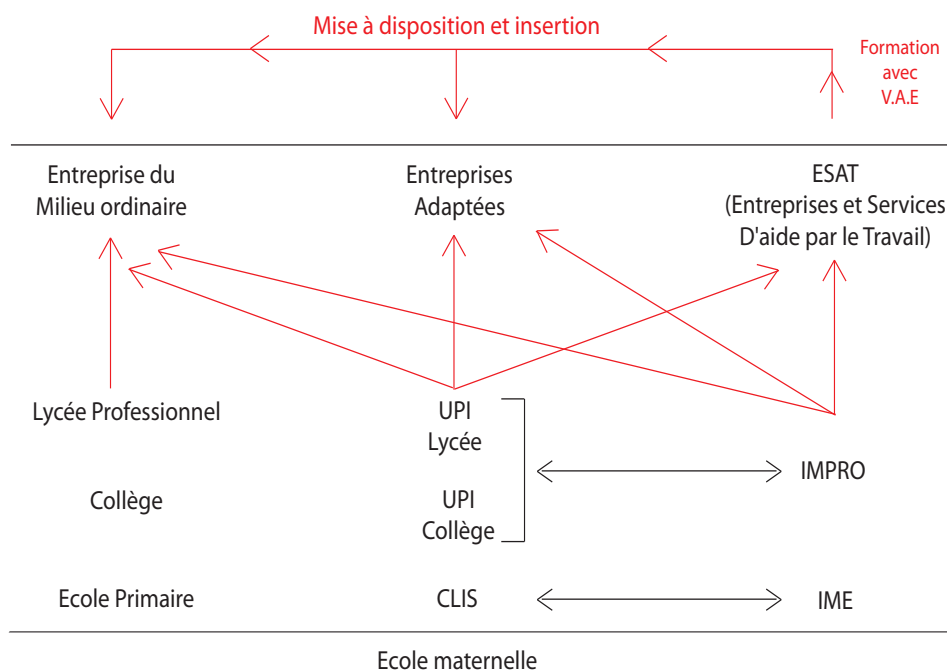 Mise à disposition et insertion
Formation
avec
V.A.E
Entreprise du
Milieu ordinaire
Entreprises
Adaptées
ESAT
(Entreprises et Services
D'aide par le Travail)
Lycée Professionnel
UPI
Lycée
IMPRO
Collège
UPI
Collège
Ecole Primaire
CLIS
IME
Ecole maternelle